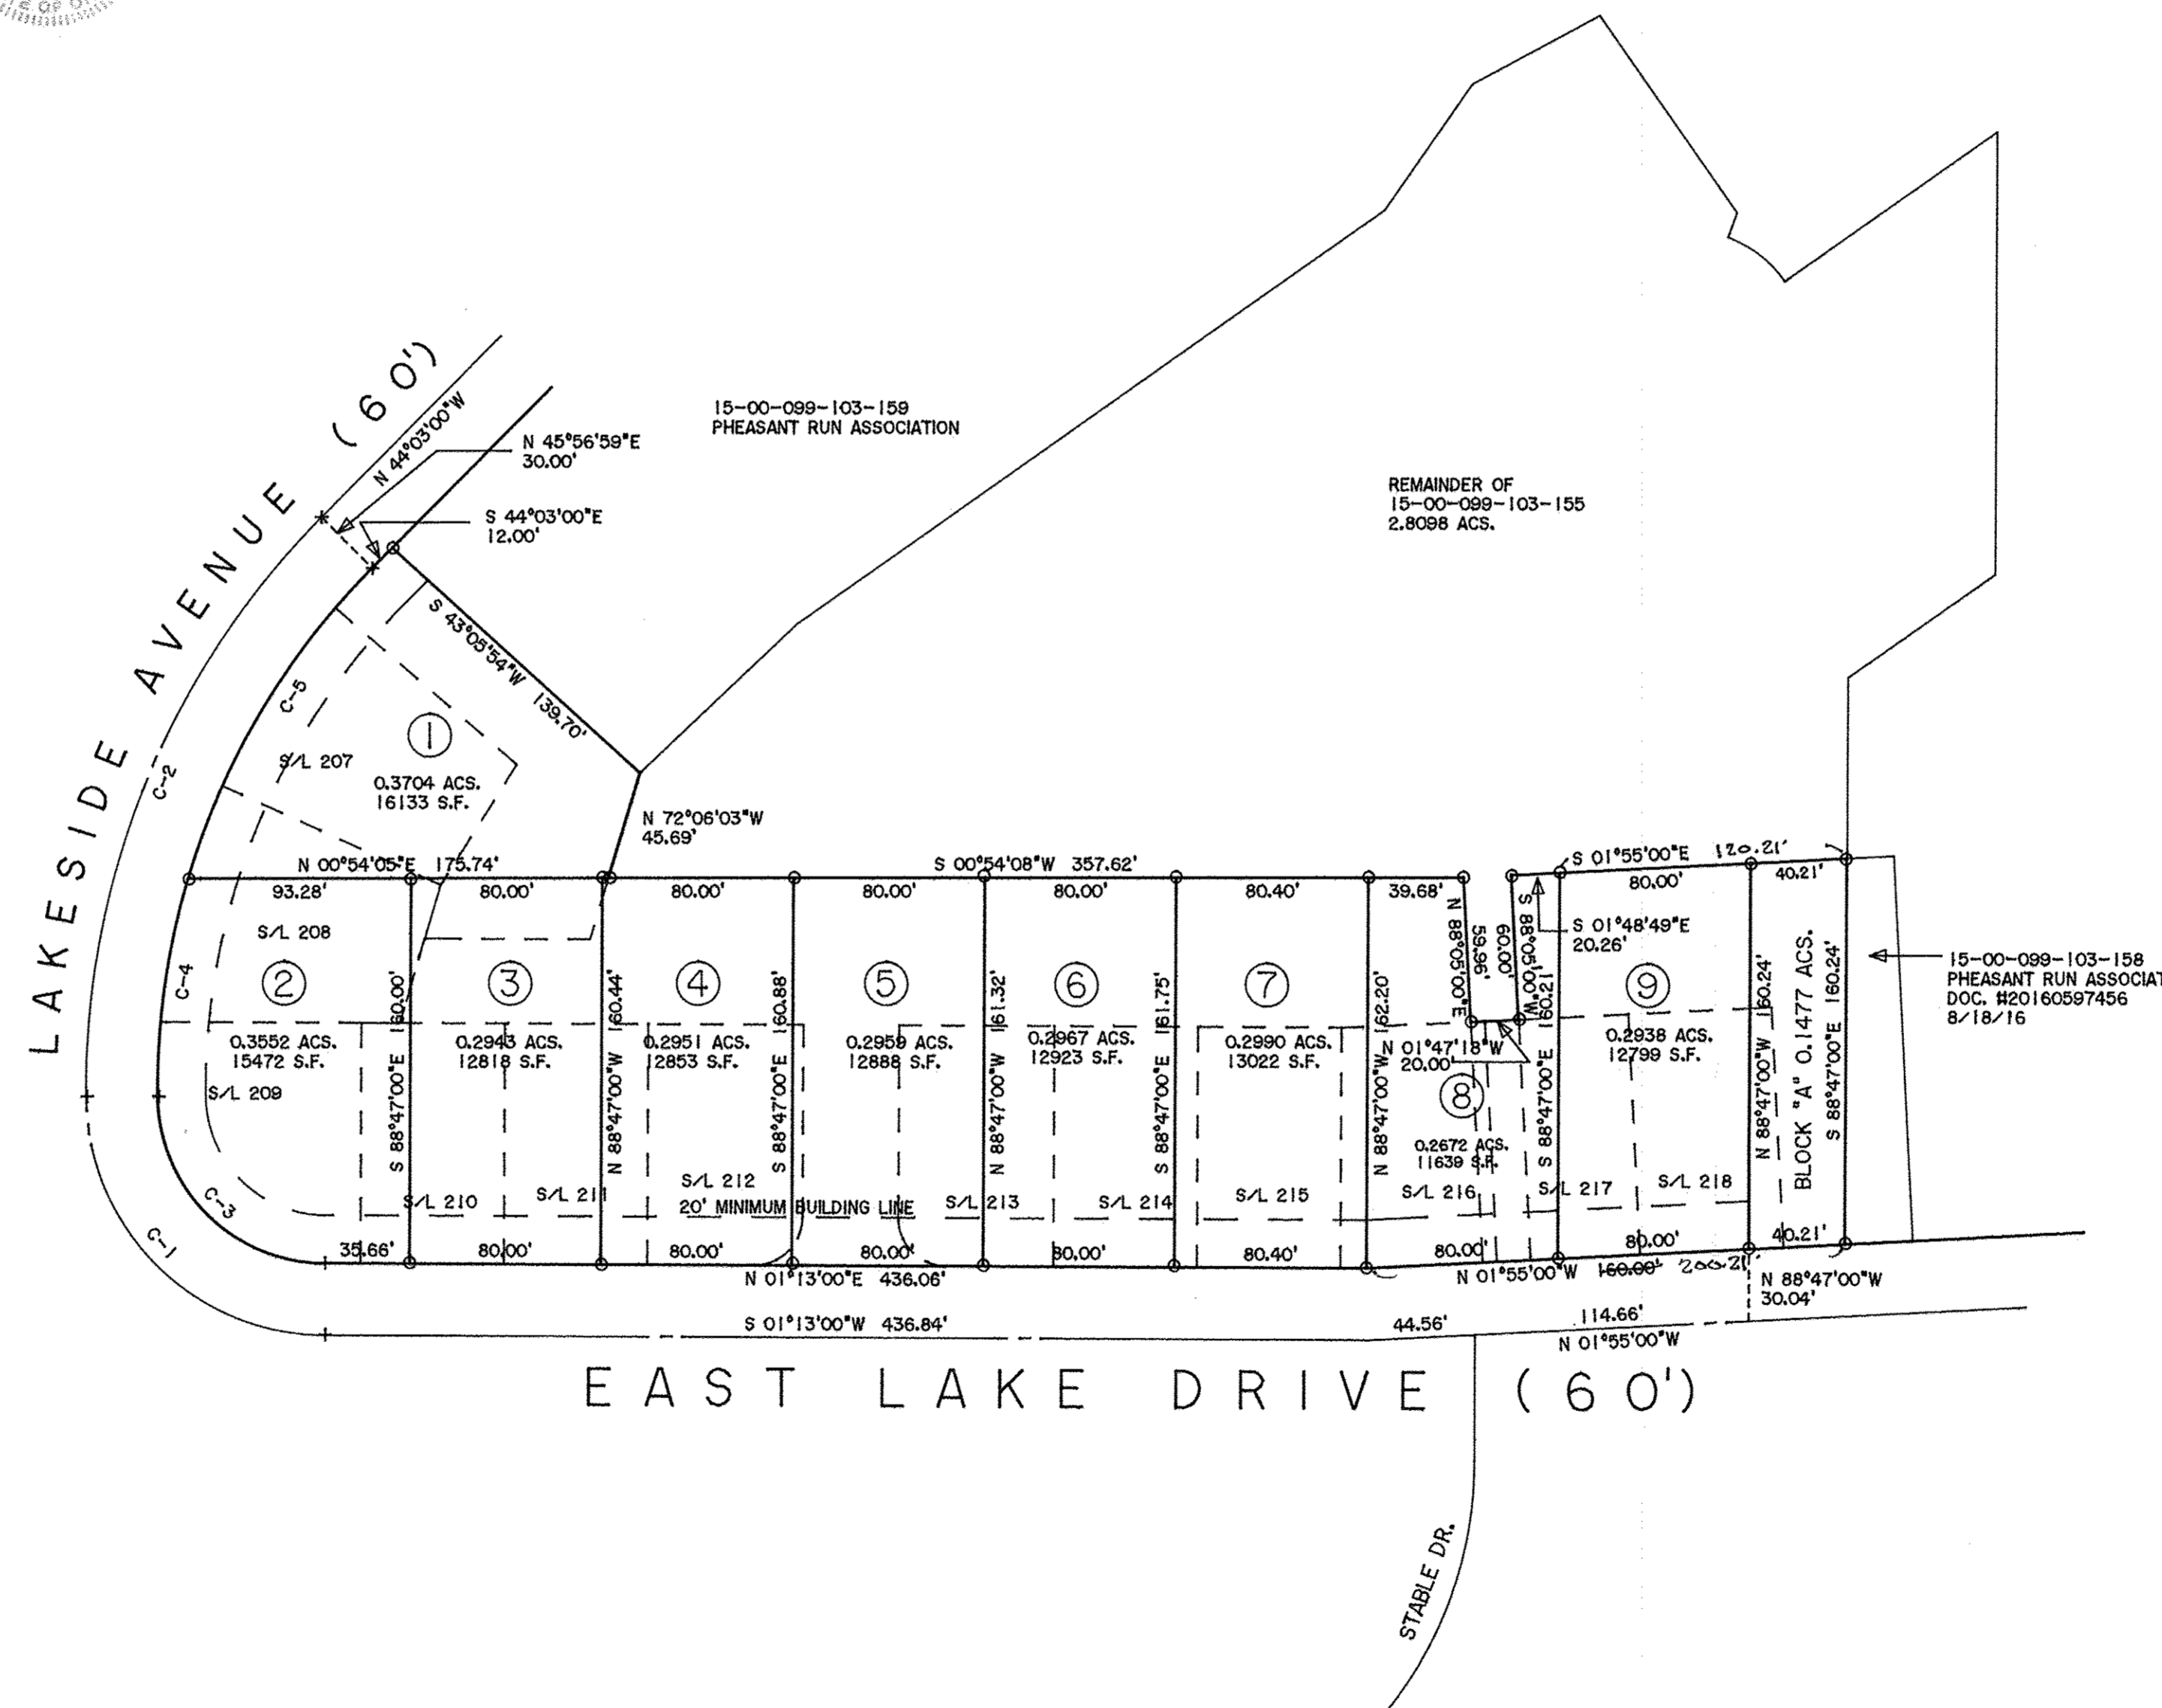 E OF O
LAKESIDE AVENUE (60')
N 44°03'00"W
N 45°56'59"E
30.00'
S 44°03'00"E
12.00'
15-00-099-103-159
PHEASANT RUN ASSOCIATION
REMAINDER OF
15-00-099-103-155
2.8098 ACS.
S 43°05'54"W 139.70'
C-5
1
S/L 207
0.3704 ACS.
16133 S.F.
C-2
N 72°06'03"W
45.69'
N 00°54'05"E 175.74'
S 00°54'08"W 357.62'
S 01°55'00"E 120.21'
93.28'
80.00'
80.00'
80.00'
80.00'
80.40'
39.68'
80.00'
40.21'
S 01°48'49"E
20.26'
N 88°05'00"E
59.96'
60.00'
S 88°05'00"W
S/L 208
C-4
2
0.3552 ACS.
15472 S.F.
S/L 209
S 88°47'00"E 160.00'
3
0.2943 ACS.
12818 S.F.
N 88°47'00"W 160.44'
4
0.2951 ACS.
12853 S.F.
S 88°47'00"E 160.88'
5
0.2959 ACS.
12888 S.F.
N 88°47'00"W 161.32'
6
0.2967 ACS.
12923 S.F.
S 88°47'00"E 161.75'
7
0.2990 ACS.
13022 S.F.
N 88°47'00"W 162.20'
N 01°47'18"W
20.00'
8
0.2672 ACS.
11639 S.F.
S 88°47'00"E 160.21'
9
0.2938 ACS.
12799 S.F.
N 88°47'00"W 160.24'
BLOCK "A" 0.1477 ACS.
S 88°47'00"E 160.24'
15-00-099-103-158
PHEASANT RUN ASSOCIAT
DOC. #20160597456
8/18/16
C-3
C-1
S/L 210
S/L 211
S/L 212
20' MINIMUM BUILDING LINE
S/L 213
S/L 214
S/L 215
S/L 216
S/L 217
S/L 218
35.66'
80.00'
80.00'
80.00'
80.00'
80.40'
80.00'
80.00'
40.21'
N 01°13'00"E 436.06'
N 01°55'00"W 160.00' 200.21'
N 88°47'00"W
30.04'
S 01°13'00"W 436.84'
44.56'
114.66'
N 01°55'00"W
EAST LAKE DRIVE (60')
STABLE DR.